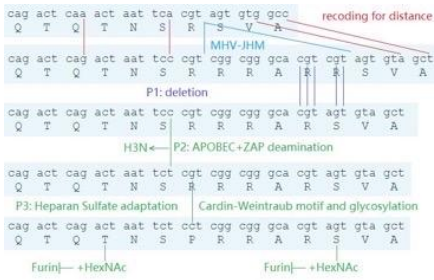 cag act caa act aat tca cgt agt gtg gcc
Q T Q T N S R S V A
recoding for distance
MHV-JHM
cag act cag act aat tcc cgt cgg cgg gca cgt cgt agt gta gct
Q T Q T N S R R A R R S V A
P1: deletion
cag act cag act aat tcc cgt cgg cgg gca cgt agt gta gct
Q T Q T N S R R A R S V A
H3N P2: APOBEC+ZAP deamination
cag act cag act aat tct cgt cgg cgg gca cgt agt gta gct
Q T Q T N S R R A R S V A
P3: Heparan Sulfate adaptation Cardin-Weintraub motif and glycosylation
cag act cag act aat tct cct cgt cgg gca cgt agt gta gct
Q T Q T N S P R R A R S V A
Furin +HexNAc Furin +HexNAc